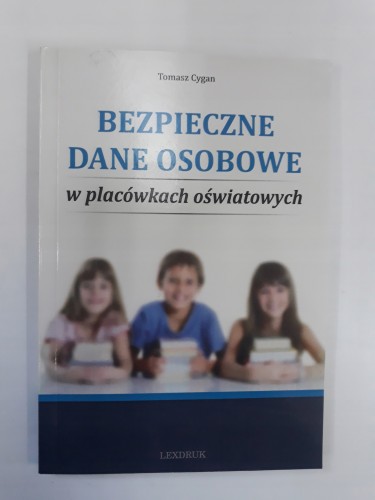 Tomasz Cygan
BEZPIECZNE
DANE OSOBOWE
w placówkach oświatowych
LEXDRUK